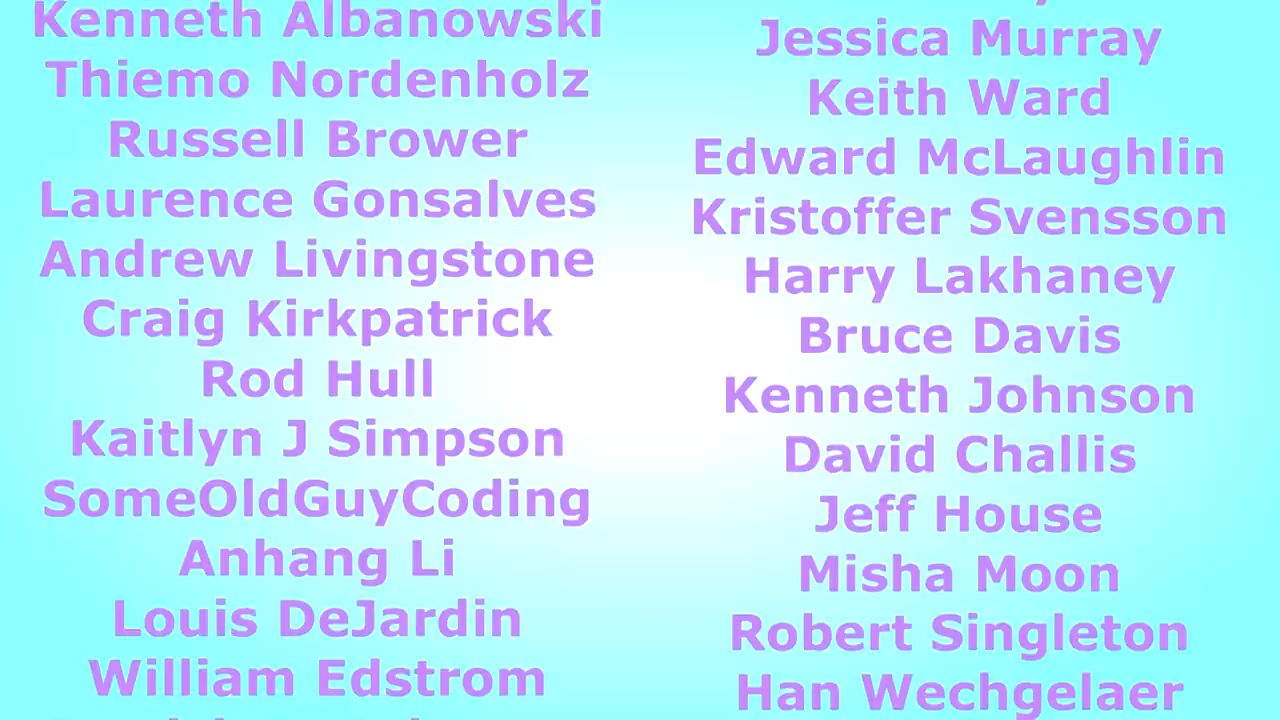 Kenneth Albanowski
Thiemo Nordenholz
Russell Brower
Laurence Gonsalves
Andrew Livingstone
Craig Kirkpatrick
Rod Hull
Kaitlyn J Simpson
SomeOldGuyCoding
Anhang Li
Louis DeJardin
William Edstrom
Jessica Murray
Keith Ward
Edward McLaughlin
Kristoffer Svensson
Harry Lakhaney
Bruce Davis
Kenneth Johnson
David Challis
Jeff House
Misha Moon
Robert Singleton
Han Wechgelaer